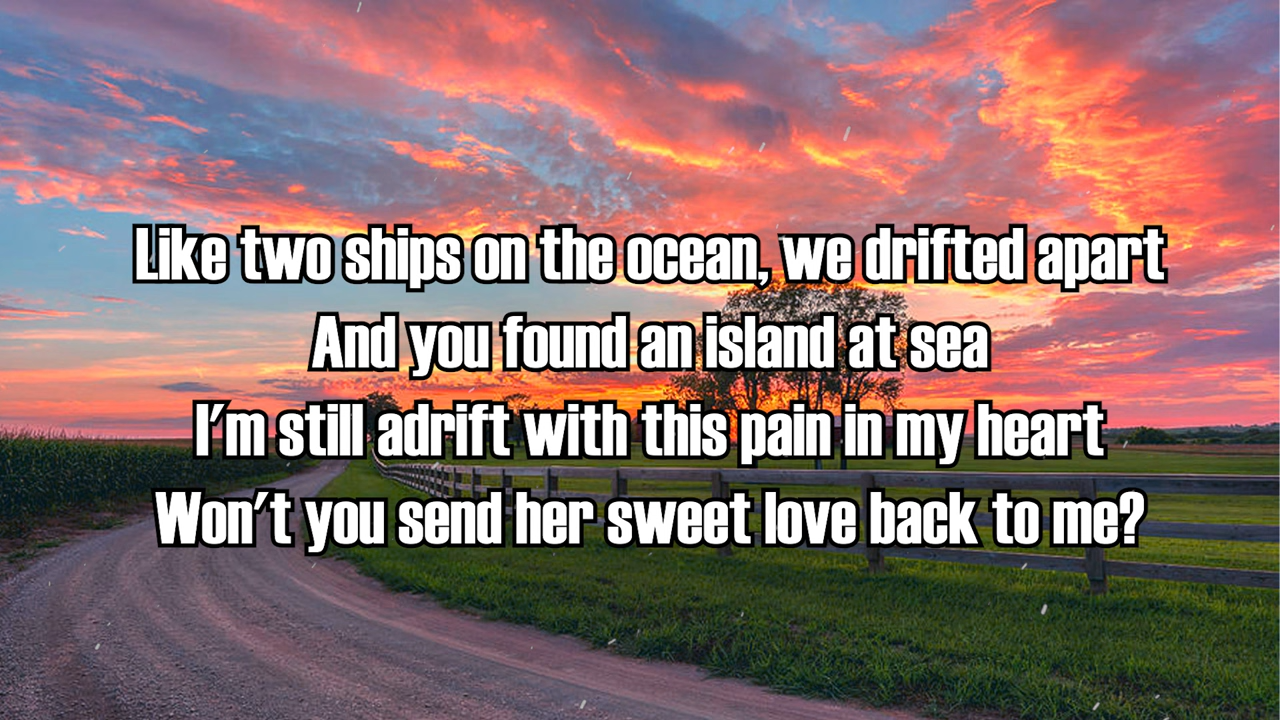 Like two ships on the ocean, we drifted apart
And you found an island at sea
I'm still adrift with this pain in my heart
Won't you send her sweet love back to me?